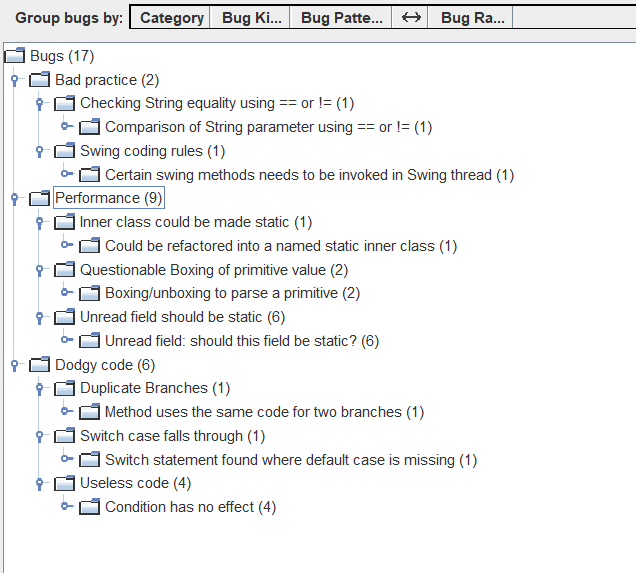 Group bugs by: Category Bug Ki... Bug Patte... Bug Ra...
Bugs (17)
Bad practice (2)
Checking String equality using == or != (1)
Comparison of String parameter using == or != (1)
Swing coding rules (1)
Certain swing methods needs to be invoked in Swing thread (1)
Performance (9)
Inner class could be made static (1)
Could be refactored into a named static inner class (1)
Questionable Boxing of primitive value (2)
Boxing/unboxing to parse a primitive (2)
Unread field should be static (6)
Unread field: should this field be static? (6)
Dodgy code (6)
Duplicate Branches (1)
Method uses the same code for two branches (1)
Switch case falls through (1)
Switch statement found where default case is missing (1)
Useless code (4)
Condition has no effect (4)